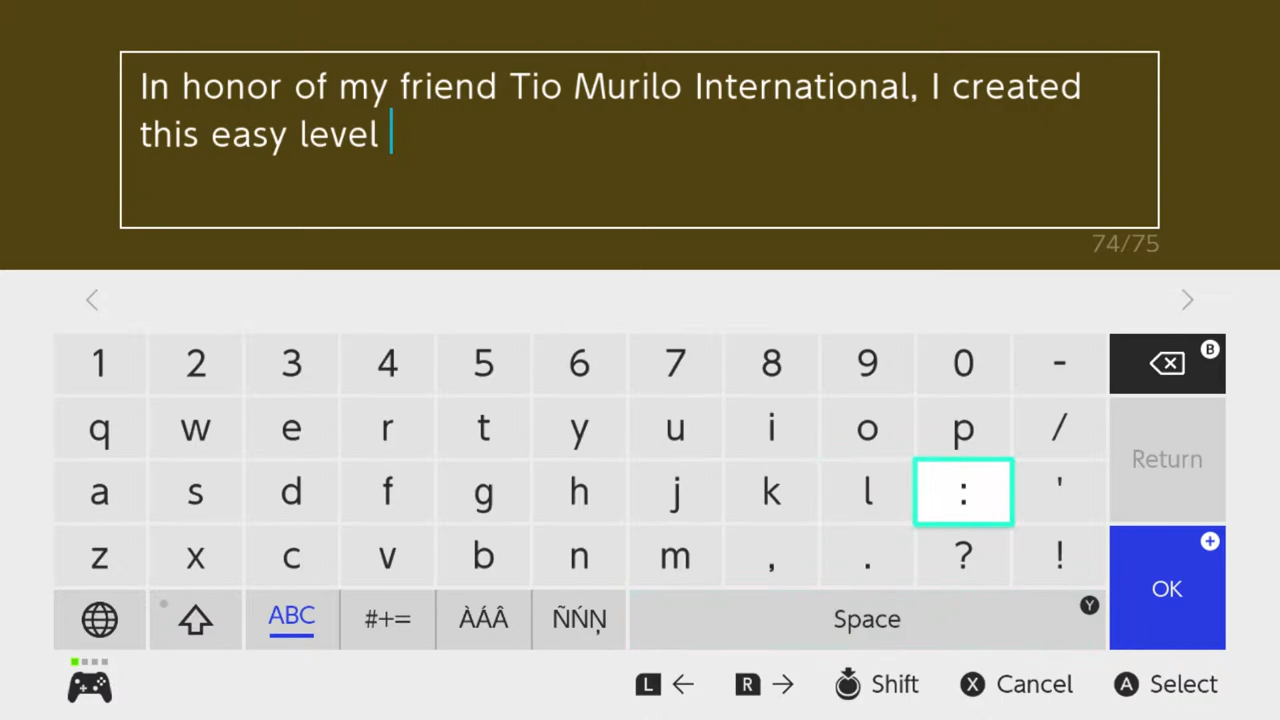 In honor of my friend Tio Murilo International, I created
this easy level
74/75
1 2 3 4 5 6 7 8 9 0 - B
q w e r t y u i o p /
Return
a s d f g h j k l : '
z x c v b n m , . ? ! +
OK
ABC #+= ÀÁÂ ÑŃŅ Space Y
L ← R → Shift X Cancel A Select